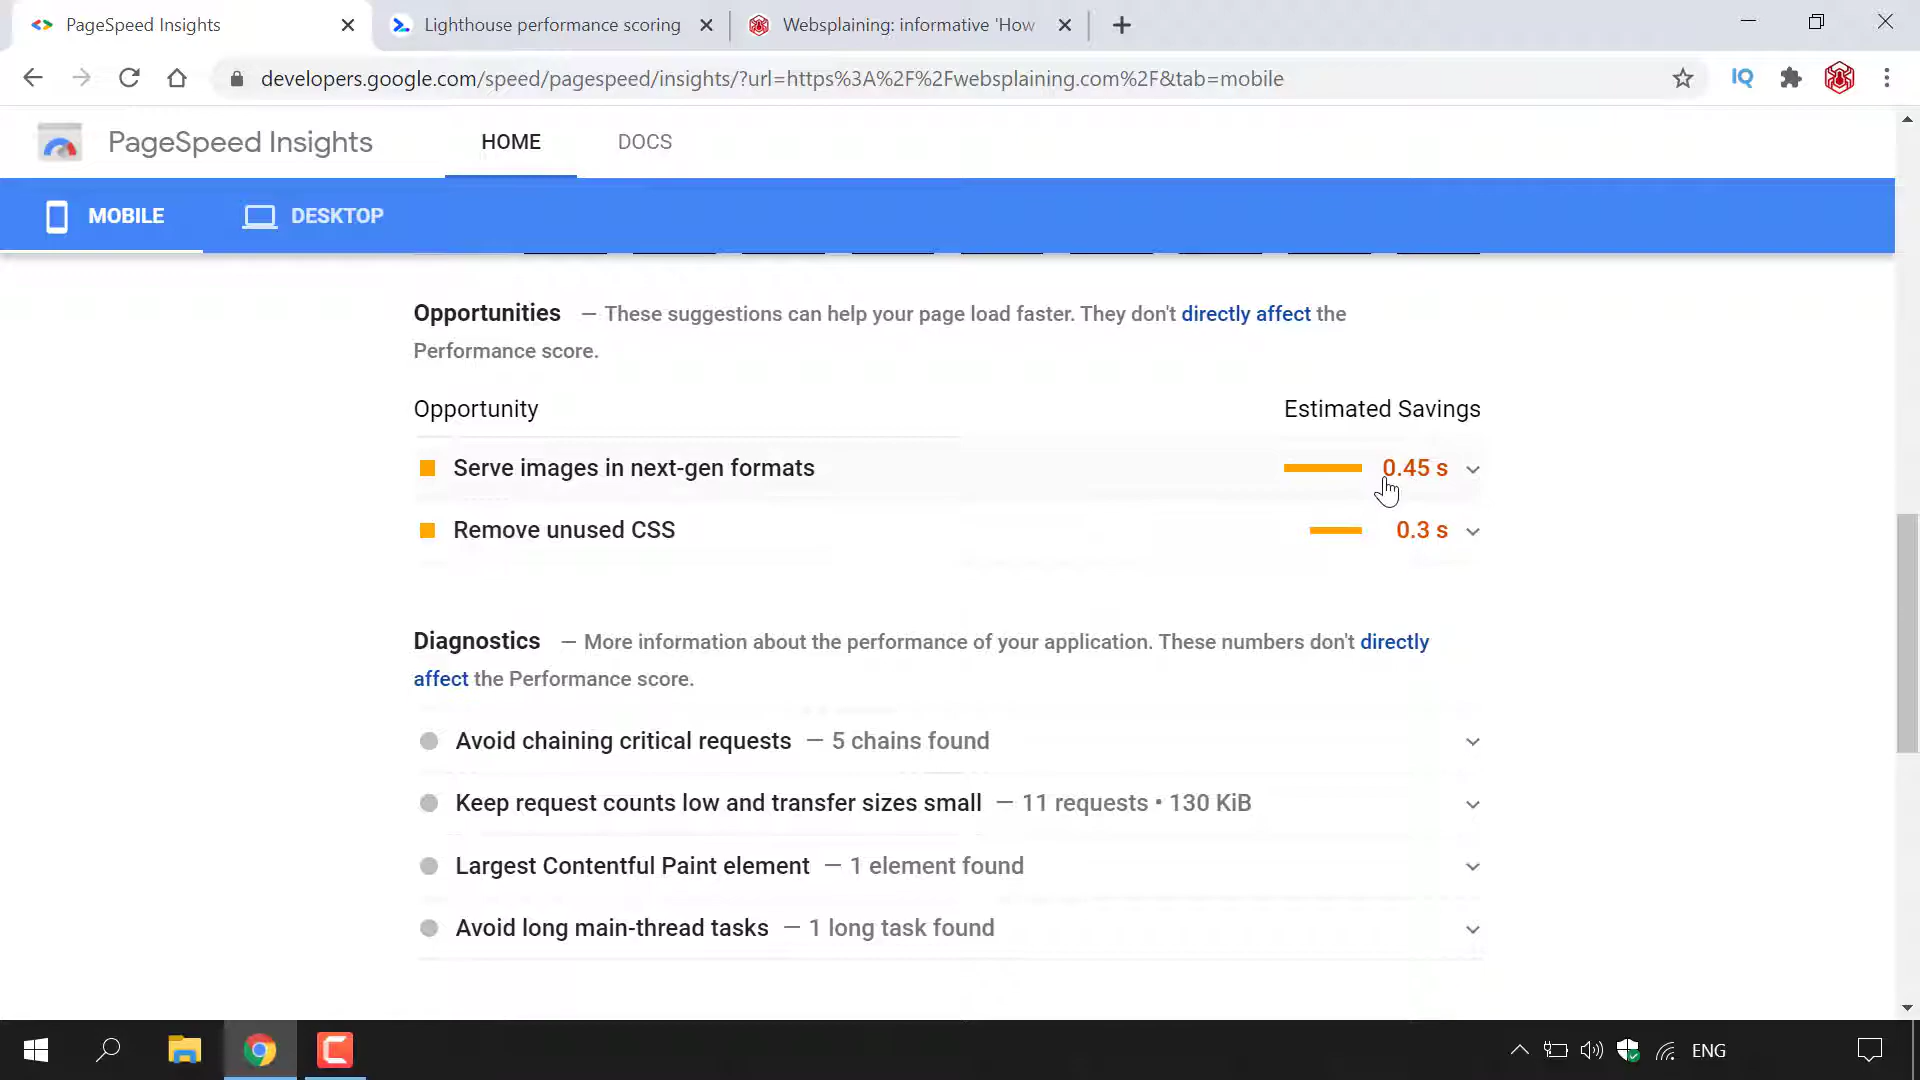 PageSpeed Insights
Lighthouse performance scoring
Websplaining: informative 'How
developers.google.com/speed/pagespeed/insights/?url=https%3A%2F%2Fwebsplaining.com%2F&tab=mobile
IQ
PageSpeed Insights
HOME
DOCS
MOBILE
DESKTOP
Opportunities — These suggestions can help your page load faster. They don't directly affect the
Performance score.
Opportunity
Estimated Savings
Serve images in next-gen formats
0.45 s
Remove unused CSS
0.3 s
Diagnostics — More information about the performance of your application. These numbers don't directly
affect the Performance score.
Avoid chaining critical requests — 5 chains found
Keep request counts low and transfer sizes small — 11 requests • 130 KiB
Largest Contentful Paint element — 1 element found
Avoid long main-thread tasks — 1 long task found
ENG